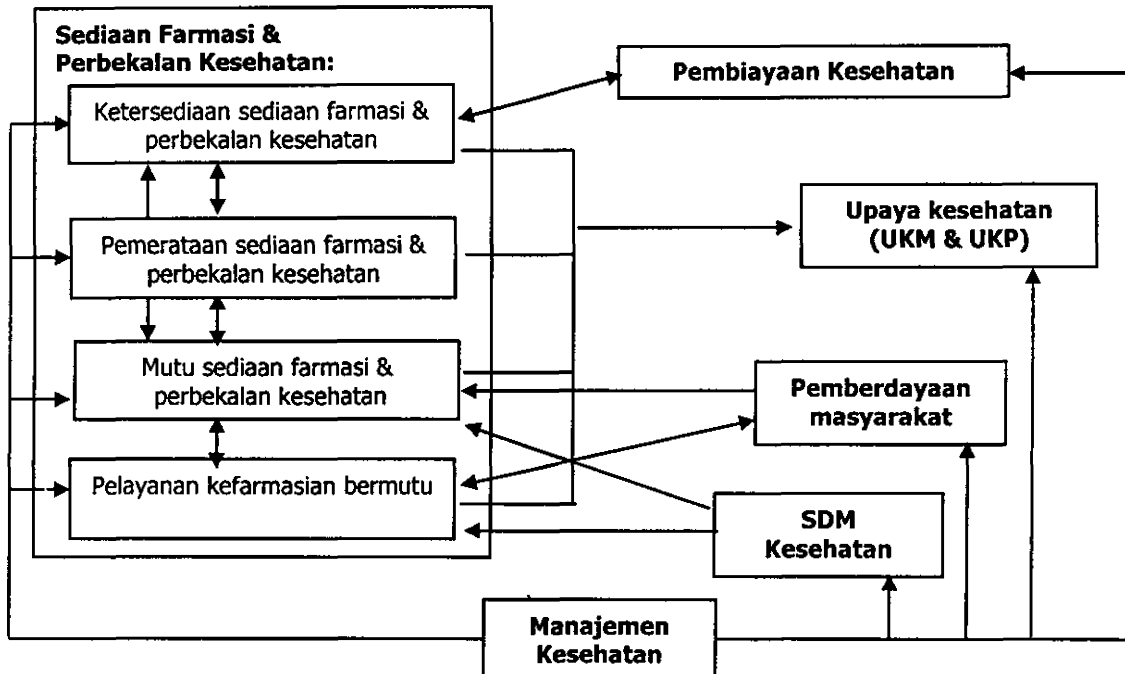 Sediaan Farmasi &
Perbekalan Kesehatan:
Ketersediaan sediaan farmasi &
perbekalan kesehatan
Pemerataan sediaan farmasi &
perbekalan kesehatan
Mutu sediaan farmasi &
perbekalan kesehatan
Pelayanan kefarmasian bermutu
Pembiayaan Kesehatan
Upaya kesehatan
(UKM & UKP)
Pemberdayaan
masyarakat
SDM
Kesehatan
Manajemen
Kesehatan